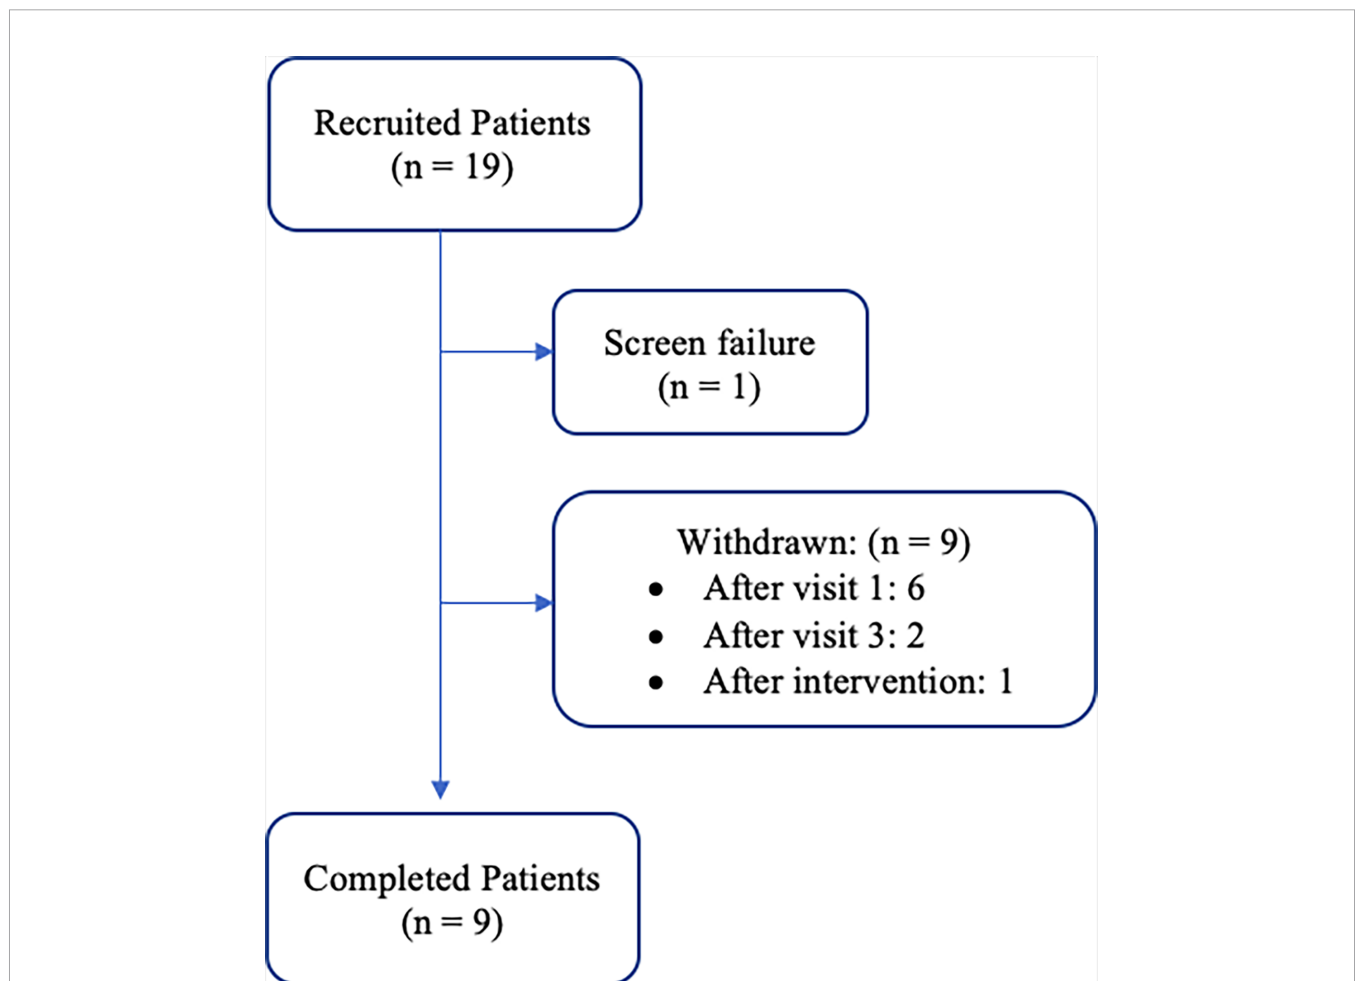 Recruited Patients
(n = 19)
Screen failure
(n = 1)
Withdrawn: (n = 9)
• After visit 1: 6
• After visit 3: 2
• After intervention: 1
Completed Patients
(n = 9)